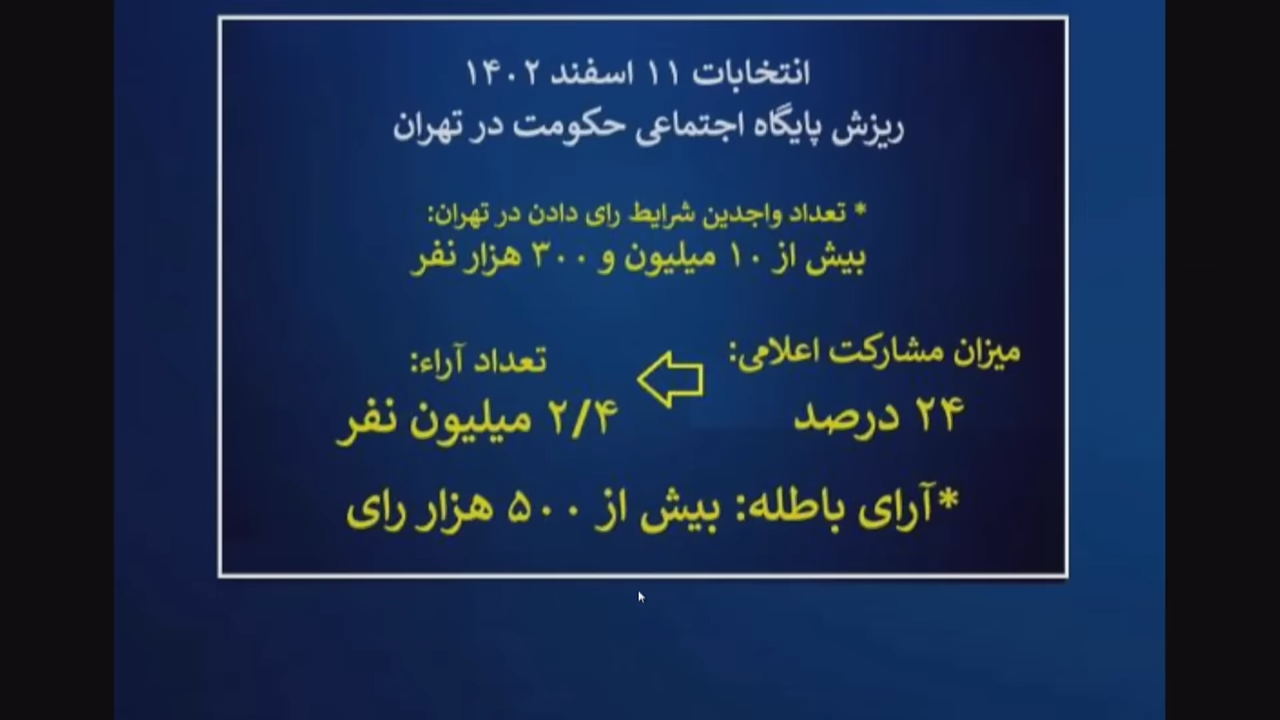 انتخابات ۱۱ اسفند ۱۴۰۲
ریزش پایگاه اجتماعی حکومت در تهران
* تعداد واجدین شرایط رای دادن در تهران:
بیش از ۱۰ میلیون و ۳۰۰ هزار نفر
میزان مشارکت اعلامی:
۲۴ درصد
تعداد آراء:
۲/۴ میلیون نفر
*آرای باطله: بیش از ۵۰۰ هزار رای